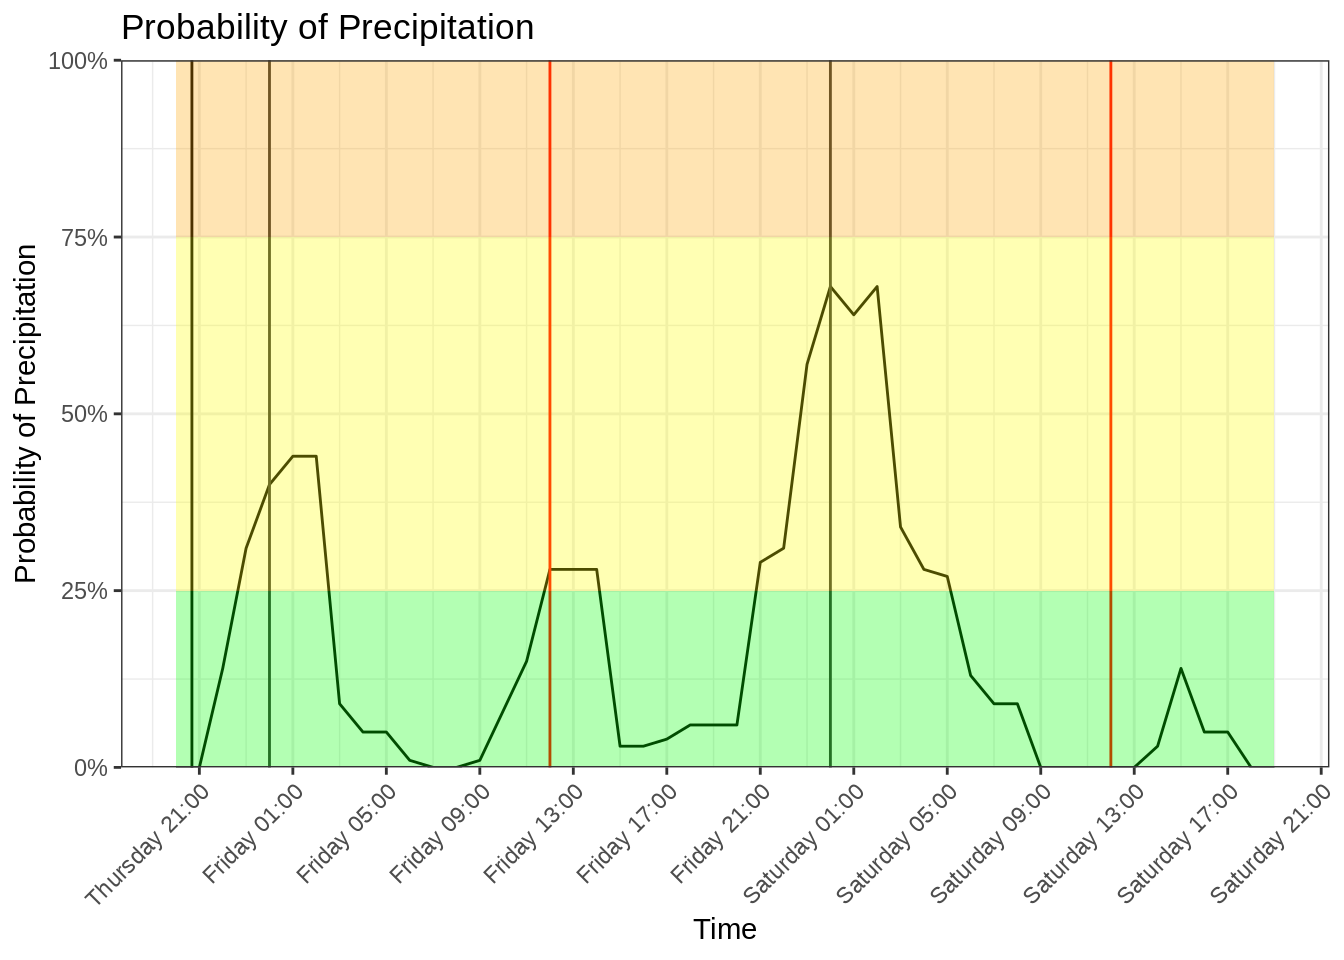 Probability of Precipitation
Probability of Precipitation
100%
75%
50%
25%
0%
Thursday 21:00
Friday 01:00
Friday 05:00
Friday 09:00
Friday 13:00
Friday 17:00
Friday 21:00
Saturday 01:00
Saturday 05:00
Saturday 09:00
Saturday 13:00
Saturday 17:00
Saturday 21:00
Time